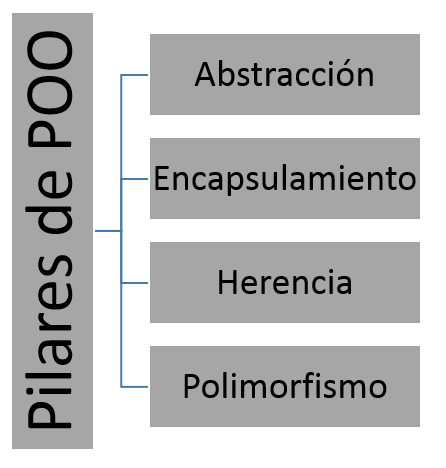 Pilares de POO
Abstracción
Encapsulamiento
Herencia
Polimorfismo